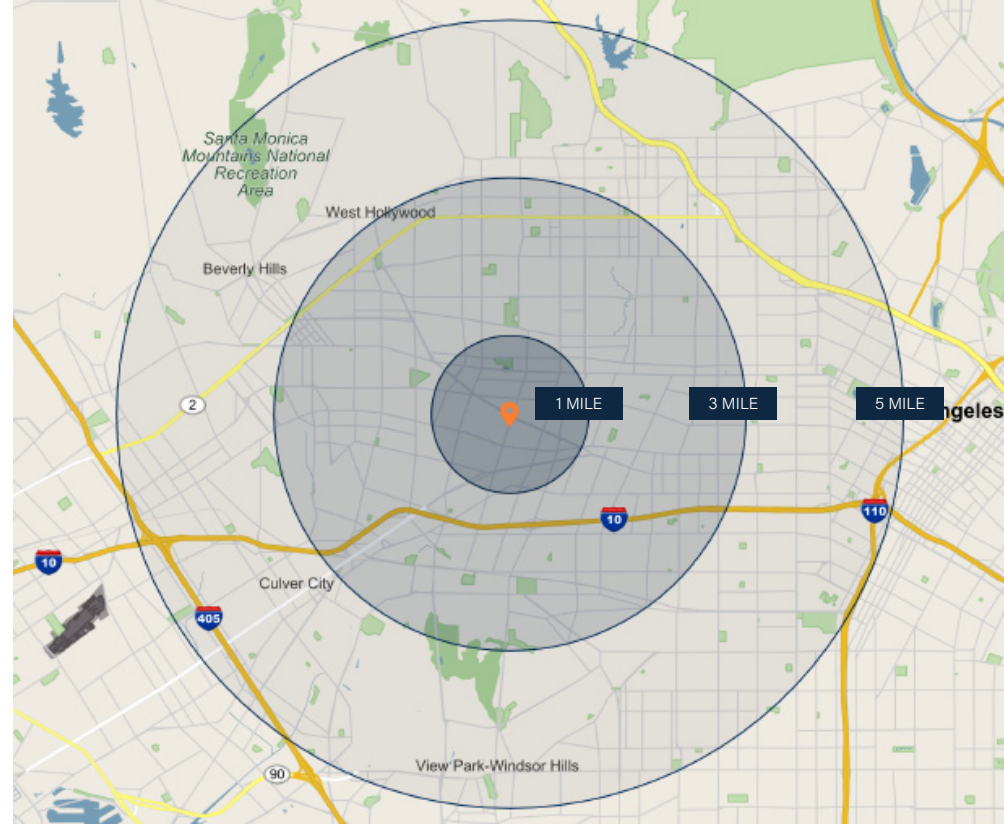 Santa Monica
Mountains National
Recreation
Area
West Hollywood
Beverly Hills
2
1 MILE
3 MILE
5 MILE
ngeles
10
110
10
Culver City
405
View Park-Windsor Hills
90